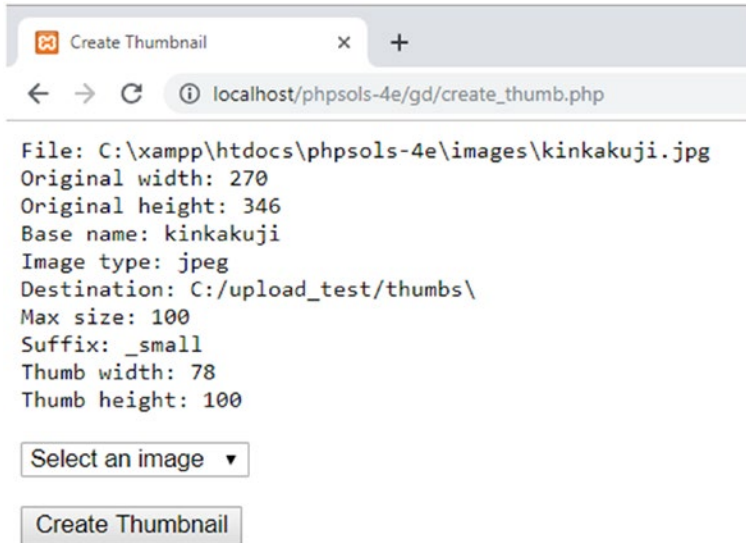 Create Thumbnail
localhost/phpsols-4e/gd/create_thumb.php
File: C:\xampp\htdocs\phpsols-4e\images\kinkakuji.jpg
Original width: 270
Original height: 346
Base name: kinkakuji
Image type: jpeg
Destination: C:/upload_test/thumbs\
Max size: 100
Suffix: _small
Thumb width: 78
Thumb height: 100
Select an image
Create Thumbnail